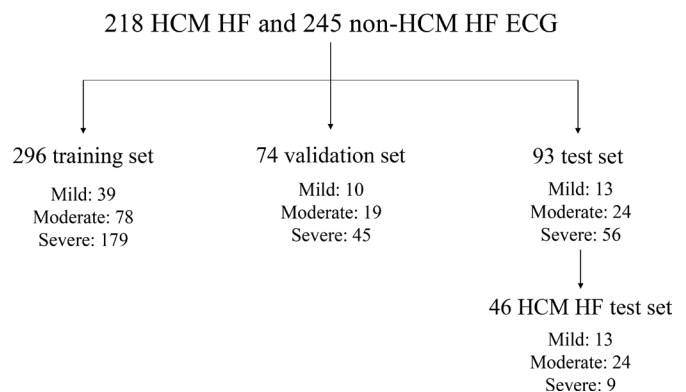 218 HCM HF and 245 non-HCM HF ECG
296 training set
Mild: 39
Moderate: 78
Severe: 179
74 validation set
Mild: 10
Moderate: 19
Severe: 45
93 test set
Mild: 13
Moderate: 24
Severe: 56
46 HCM HF test set
Mild: 13
Moderate: 24
Severe: 9